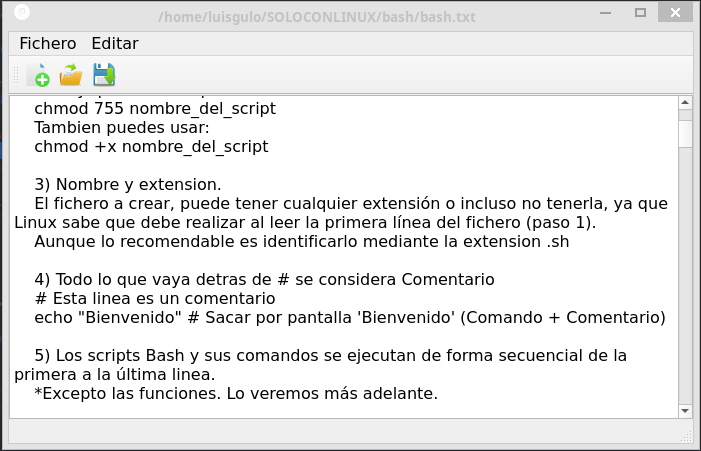 /home/luisgulo/SOLOCONLINUX/bash/bash.txt
Fichero Editar
chmod 755 nombre_del_script
Tambien puedes usar:
chmod +x nombre_del_script
3) Nombre y extension.
El fichero a crear, puede tener cualquier extensión o incluso no tenerla, ya que
Linux sabe que debe realizar al leer la primera línea del fichero (paso 1).
Aunque lo recomendable es identificarlo mediante la extension .sh
4) Todo lo que vaya detras de # se considera Comentario
# Esta linea es un comentario
echo "Bienvenido" # Sacar por pantalla 'Bienvenido' (Comando + Comentario)
5) Los scripts Bash y sus comandos se ejecutan de forma secuencial de la
primera a la última linea.
*Excepto las funciones. Lo veremos más adelante.